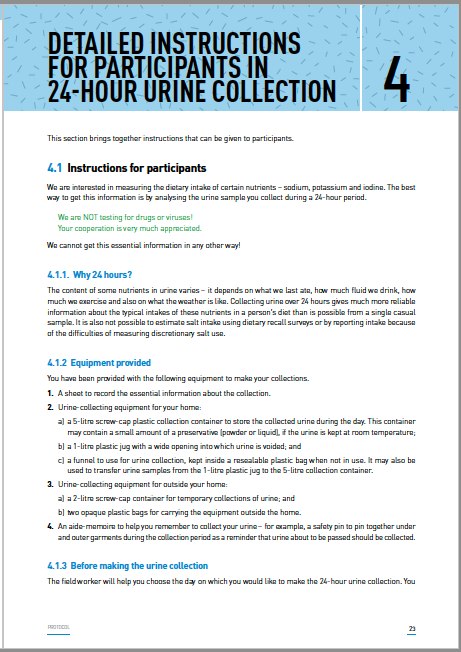 DETAILED INSTRUCTIONS
FOR PARTICIPANTS IN
24-HOUR URINE COLLECTION
4
This section brings together instructions that can be given to participants.
4.1 Instructions for participants
We are interested in measuring the dietary intake of certain nutrients – sodium, potassium and iodine. The best
way to get this information is by analysing the urine sample you collect during a 24-hour period.
We are NOT testing for drugs or viruses!
Your cooperation is very much appreciated.
We cannot get this essential information in any other way!
4.1.1. Why 24 hours?
The content of some nutrients in urine varies – it depends on what we last ate, how much fluid we drink, how
much we exercise and also on what the weather is like. Collecting urine over 24 hours gives much more reliable
information about the typical intakes of these nutrients in a person's diet than is possible from a single casual
sample. It is also not possible to estimate salt intake using dietary recall surveys or by reporting intake because
of the difficulties of measuring discretionary salt use.
4.1.2 Equipment provided
You have been provided with the following equipment to make your collections.
1. A sheet to record the essential information about the collection.
2. Urine-collecting equipment for your home:
a) a 5-litre screw-cap plastic collection container to store the collected urine during the day. This container
may contain a small amount of a preservative (powder or liquid), if the urine is kept at room temperature;
b) a 1-litre plastic jug with a wide opening into which urine is voided; and
c) a funnel to use for urine collection, kept inside a resealable plastic bag when not in use. It may also be
used to transfer urine samples from the 1-litre plastic jug to the 5-litre collection container.
3. Urine-collecting equipment for outside your home:
a) a 2-litre screw-cap container for temporary collections of urine; and
b) two opaque plastic bags for carrying the equipment outside the home.
4. An aide-memoire to help you remember to collect your urine – for example, a safety pin to pin together under
and outer garments during the collection period as a reminder that urine about to be passed should be collected.
4.1.3 Before making the urine collection
The fieldworker will help you choose the day on which you would like to make the 24-hour urine collection. You
PROTOCOL
23